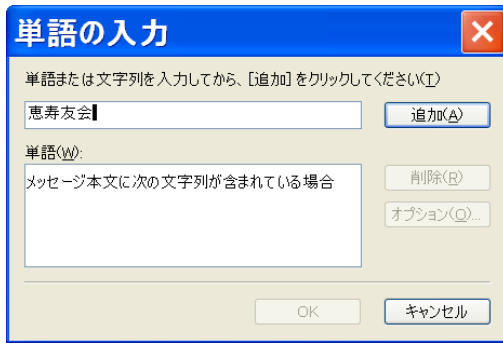 単語の入力
単語または文字列を入力してから、[追加]をクリックしてください(T)
恵寿友会
追加(A)
単語(W):
メッセージ本文に次の文字列が含まれている場合
削除(R)
オプション(O)...
OK
キャンセル